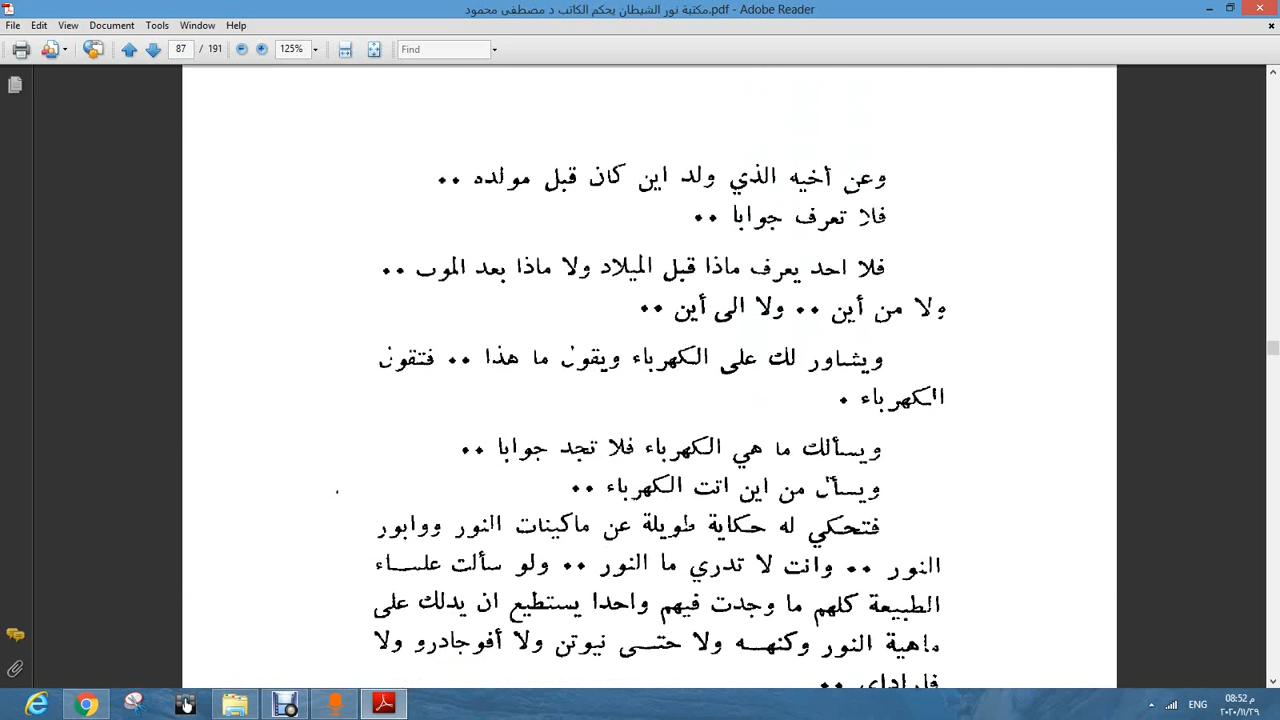 مكتبة نور الشيطان يحكم الكاتب د مصطفى محمود.pdf - Adobe Reader
File Edit View Document Tools Window Help
87 / 191 125% Find
وعن أخيه الذي ولد اين كان قبل مولده ••
فلا تعرف جوابا ••
فلا احد يعرف ماذا قبل الميلاد ولا ماذا بعد الموب ••
ولا من أين •• ولا الى أين ••
ويشاور لك على الكهرباء ويقول ما هذا •• فتقول
الكهرباء •
ويسألك ما هي الكهرباء فلا تجد جوابا ••
ويسأل من اين اتت الكهرباء ••
فتحكي له حكاية طويلة عن ماكينات النور ووابور
النور •• وانت لا تدري ما النور •• ولو سألت علماء
الطبيعة كلهم ما وجدت فيهم واحدا يستطيع ان يدلك على
ماهية النور وكنهه ولا حتى نيوتن ولا أفوجادرو ولا
فاراداي ••
ENG
08:52 م
٢٠٢٠/١١/٢٩